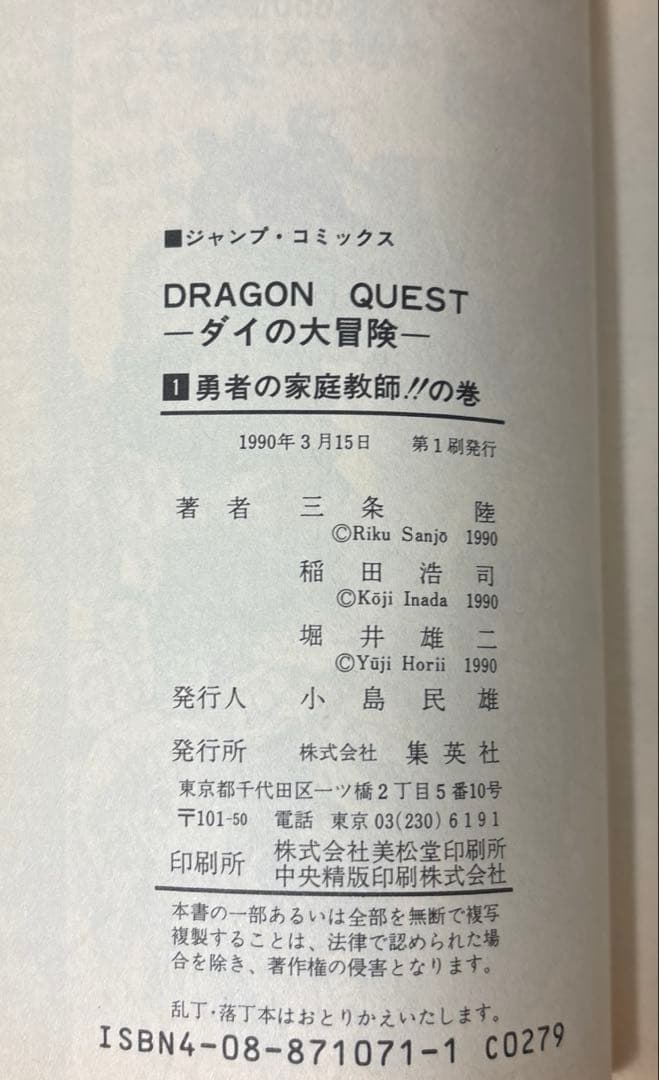 ■ジャンプ・コミックス
DRAGON QUEST
―ダイの大冒険―
1 勇者の家庭教師!!の巻
1990年3月15日 第1刷発行
著者 三条陸
©Riku Sanjō 1990
稲田浩司
©Kōji Inada 1990
堀井雄二
©Yūji Horii 1990
発行人 小島民雄
発行所 株式会社 集英社
東京都千代田区一ツ橋2丁目5番10号
〒101-50 電話 東京03(230)6191
印刷所 株式会社美松堂印刷所
中央精版印刷株式会社
本書の一部あるいは全部を無断で複写
複製することは、法律で認められた場
合を除き、著作権の侵害となります。
乱丁・落丁本はおとりかえいたします。
ISBN4-08-871071-1 C0279